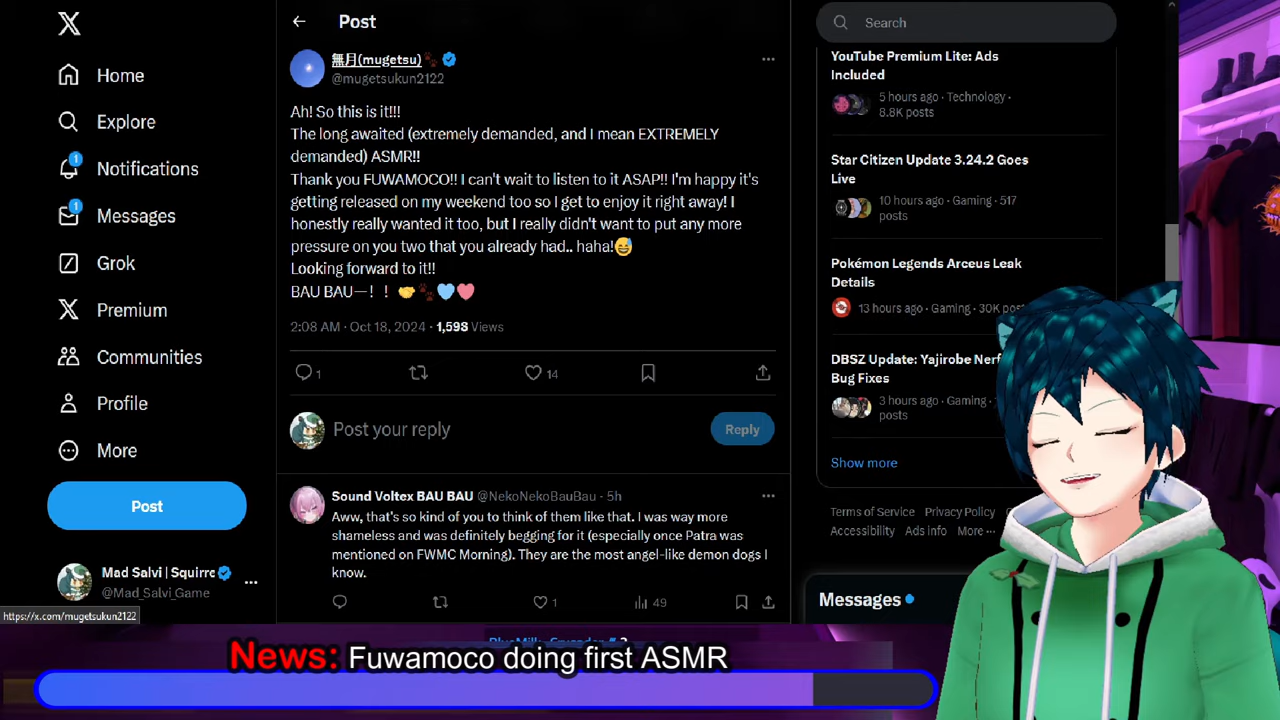 Home
Explore
1
Notifications
1
Messages
Grok
Premium
Communities
Profile
More
Post
Mad Salvi | Squirre
@Mad_Salvi_Game
https://x.com/mugetsukun2122
Post
無月(mugetsu)
@mugetsukun2122
Ah! So this is it!!!
The long awaited (extremely demanded, and I mean EXTREMELY
demanded) ASMR!!
Thank you FUWAMOCO!! I can't wait to listen to it ASAP!! I'm happy it's
getting released on my weekend too so I get to enjoy it right away! I
honestly really wanted it too, but I really didn't want to put any more
pressure on you two that you already had.. haha!
Looking forward to it!!
BAU BAU—！！
2:08 AM · Oct 18, 2024 · 1,598 Views
1
14
Post your reply
Reply
Sound Voltex BAU BAU @NekoNekoBauBau · 5h
Aww, that's so kind of you to think of them like that. I was way more
shameless and was definitely begging for it (especially once Patra was
mentioned on FWMC Morning). They are the most angel-like demon dogs I
know.
1
49
Search
YouTube Premium Lite: Ads
Included
5 hours ago · Technology ·
8.8K posts
Star Citizen Update 3.24.2 Goes
Live
10 hours ago · Gaming · 517
posts
Pokémon Legends Arceus Leak
Details
13 hours ago · Gaming · 30K
DBSZ Update: Yajirobe
Bug Fixes
3 hours ago · Gaming ·
posts
Show more
Terms of Service Privacy Policy
Accessibility Ads info More ···
Messages
News: Fuwamoco doing first ASMR